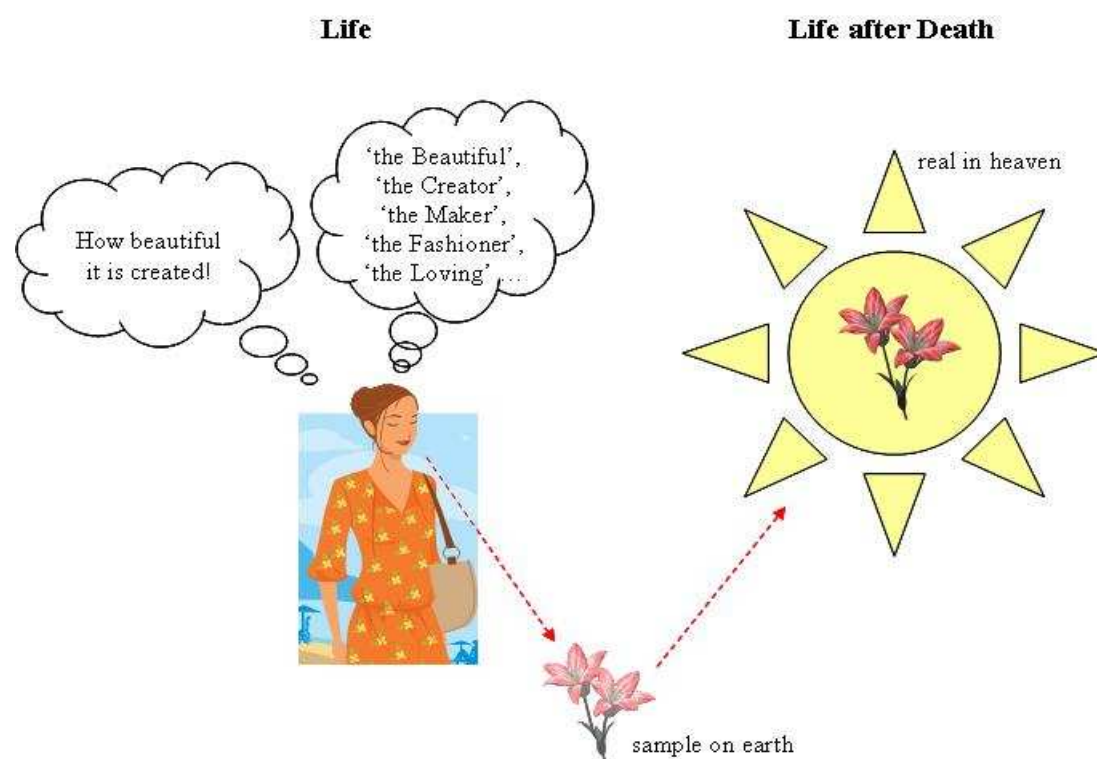 Life
Life after Death
How beautiful
it is created!
‘the Beautiful’,
‘the Creator’,
‘the Maker’,
‘the Fashioner’,
‘the Loving’ ...
real in heaven
sample on earth